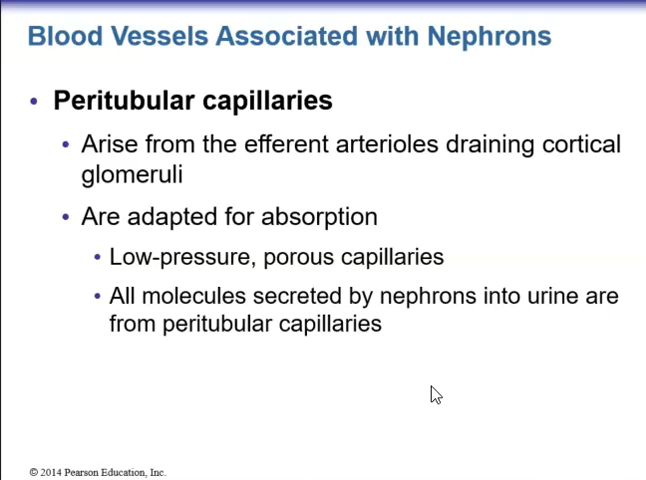 Blood Vessels Associated with Nephrons
• Peritubular capillaries
• Arise from the efferent arterioles draining cortical
glomeruli
• Are adapted for absorption
• Low-pressure, porous capillaries
• All molecules secreted by nephrons into urine are
from peritubular capillaries
© 2014 Pearson Education, Inc.